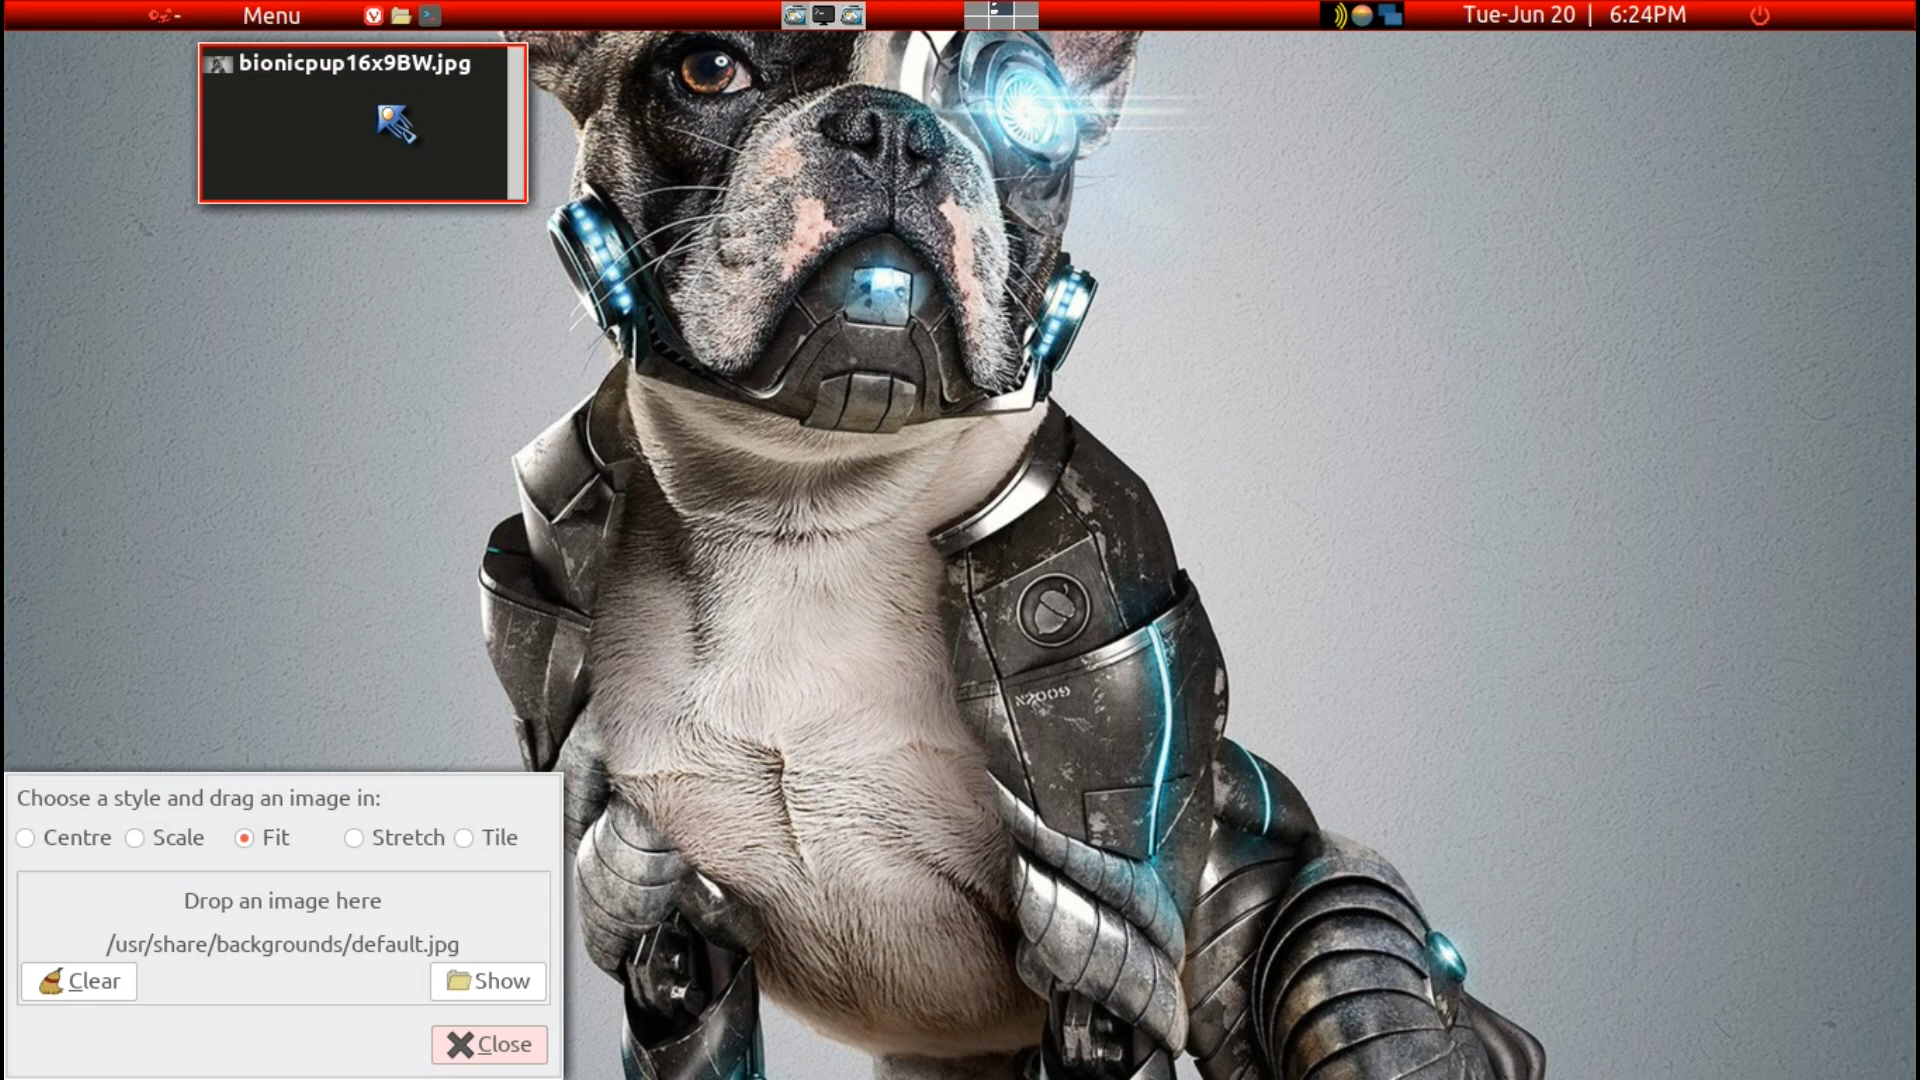 Menu
Tue-Jun 20 | 6:24PM
bionicpup16x9BW.jpg
Choose a style and drag an image in:
Centre Scale Fit Stretch Tile
Drop an image here
/usr/share/backgrounds/default.jpg
Clear Show
Close